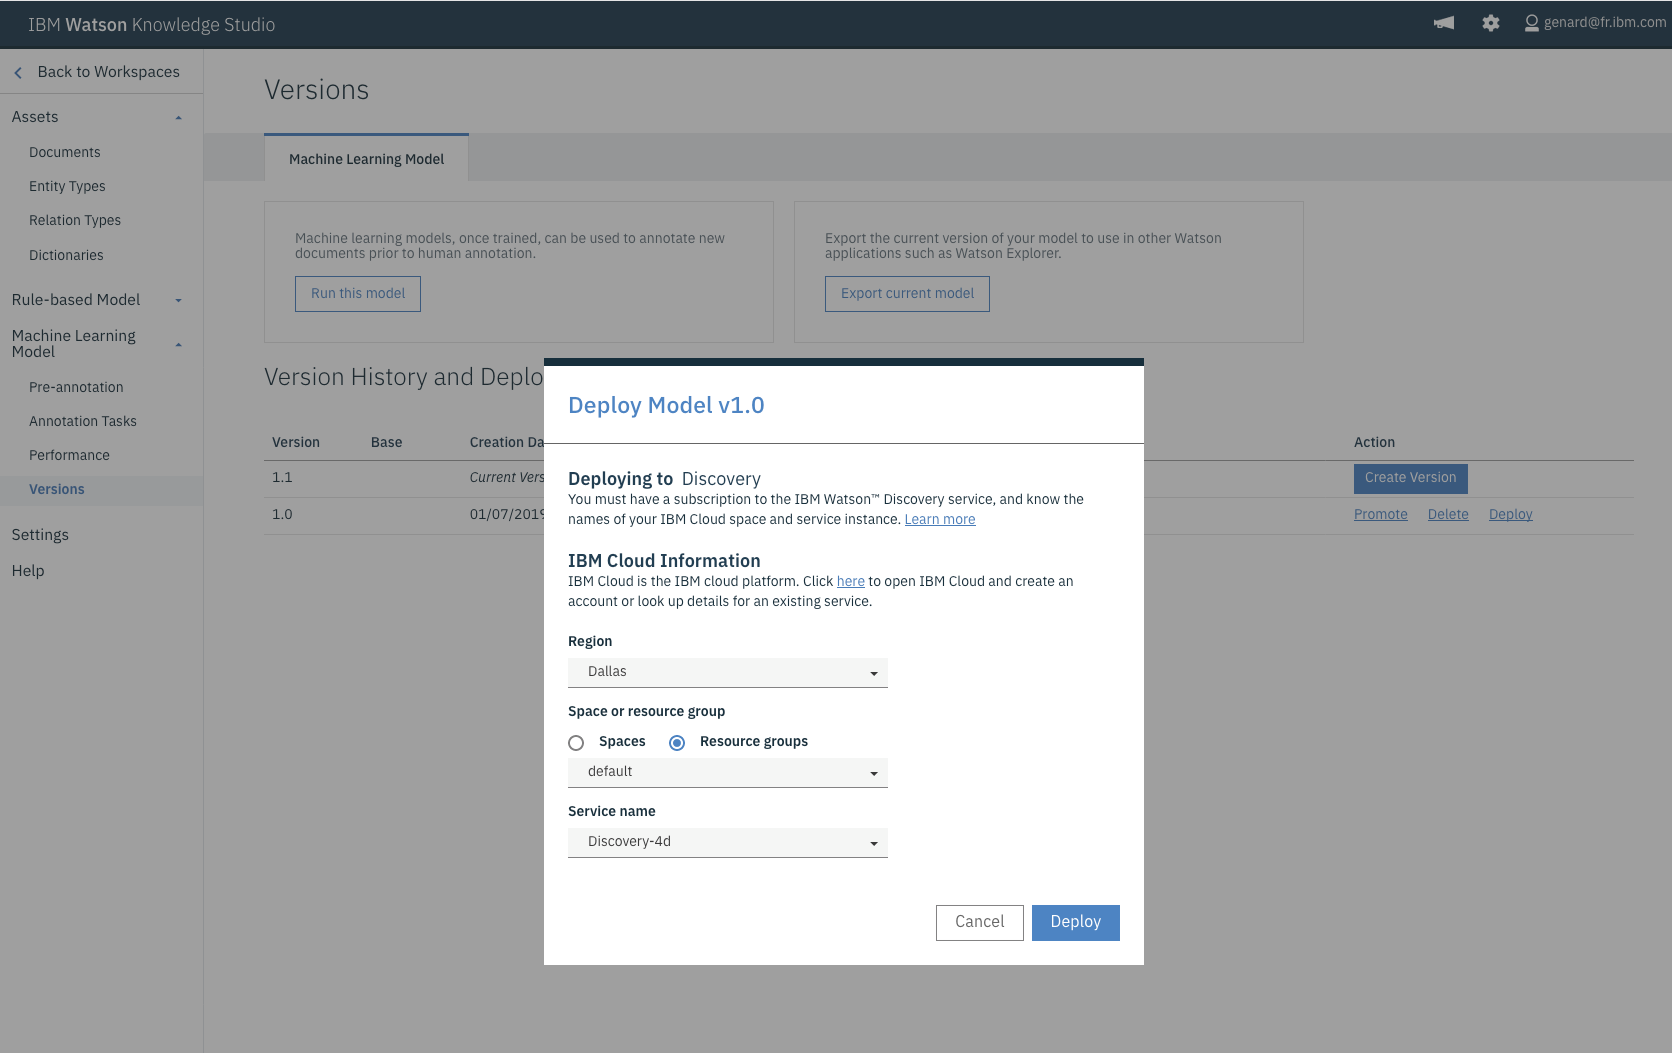 IBM Watson Knowledge Studio
genard@fr.ibm.com
Back to Workspaces
Assets
Documents
Entity Types
Relation Types
Dictionaries
Rule-based Model
Machine Learning
Model
Pre-annotation
Annotation Tasks
Performance
Versions
Settings
Help
Versions
Machine Learning Model
Machine learning models, once trained, can be used to annotate new
documents prior to human annotation.
Run this model
Export the current version of your model to use in other Watson
applications such as Watson Explorer.
Export current model
Version History and Deplo
Version Base Creation Da Action
1.1 Current Vers Create Version
1.0 01/07/2019 Promote Delete Deploy
Deploy Model v1.0
Deploying to Discovery
You must have a subscription to the IBM Watson™ Discovery service, and know the
names of your IBM Cloud space and service instance. Learn more
IBM Cloud Information
IBM Cloud is the IBM cloud platform. Click here to open IBM Cloud and create an
account or look up details for an existing service.
Region
Dallas
Space or resource group
Spaces Resource groups
default
Service name
Discovery-4d
Cancel Deploy